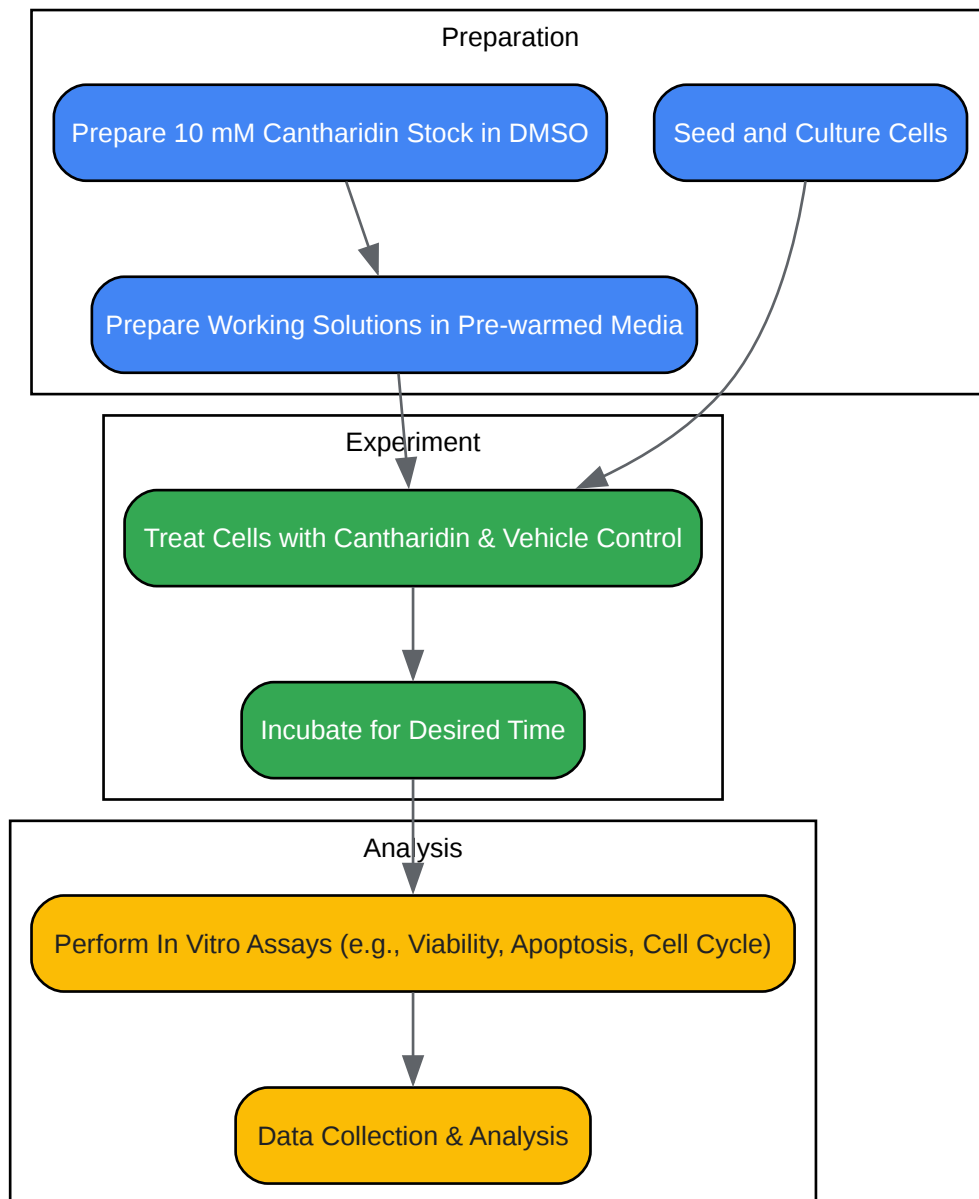 Preparation
Prepare 10 mM Cantharidin Stock in DMSO
Seed and Culture Cells
Prepare Working Solutions in Pre-warmed Media
Experiment
Treat Cells with Cantharidin & Vehicle Control
Incubate for Desired Time
Analysis
Perform In Vitro Assays (e.g., Viability, Apoptosis, Cell Cycle)
Data Collection & Analysis